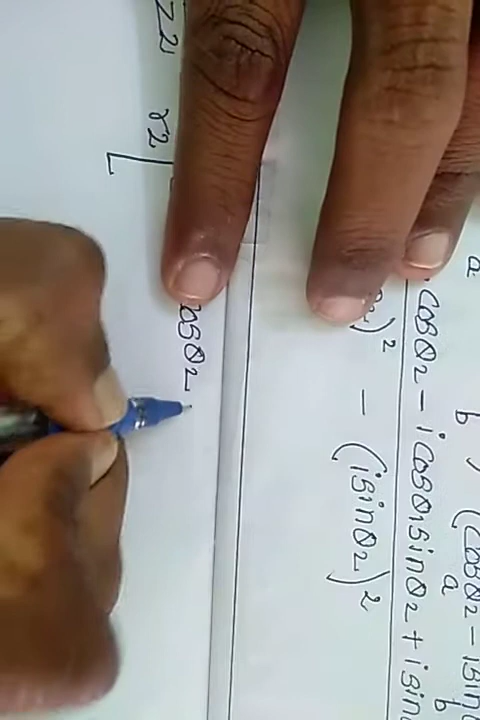 a b ) (cosθ2 - isin
a b
cosθ2 - icosθ1sinθ2 + isin
)² - (isinθ2)²
z2 r2 [ cosθ2